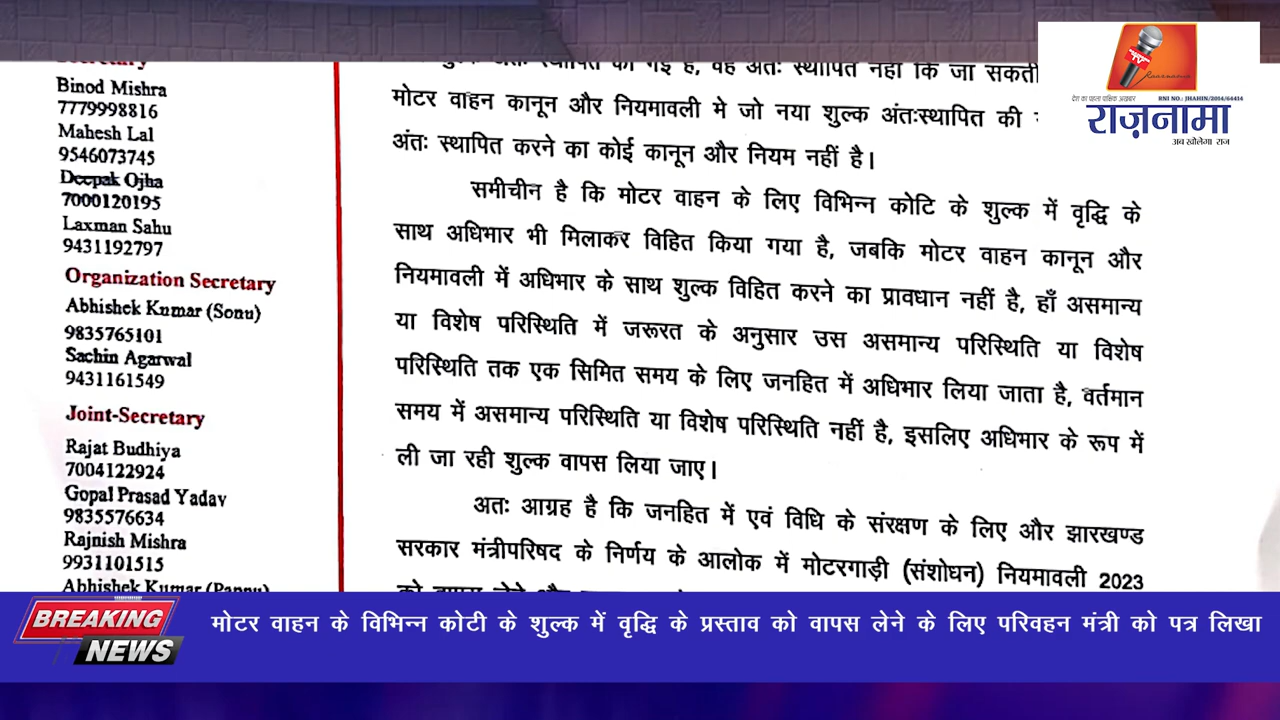 Secretary
Binod Mishra
7779998816
Mahesh Lal
9546073745
Deepak Ojha
7000120195
Laxman Sahu
9431192797
Organization Secretary
Abhishek Kumar (Sonu)
9835765101
Sachin Agarwal
9431161549
Joint-Secretary
Rajat Budhiya
7004122924
Gopal Prasad Yadav
9835576634
Rajnish Mishra
9931101515
Abhishek Kumar (Pappu)
शुल्क अंतः स्थापित की गई है, वह अंतः स्थापित नहीं कि जा सकती
मोटर वाहन कानून और नियमावली मे जो नया शुल्क अंतःस्थापित की
अंतः स्थापित करने का कोई कानून और नियम नहीं है।
समीचीन है कि मोटर वाहन के लिए विभिन्न कोटि के शुल्क में वृद्धि के
साथ अधिभार भी मिलाकर विहित किया गया है, जबकि मोटर वाहन कानून और
नियमावली में अधिभार के साथ शुल्क विहित करने का प्रावधान नहीं है, हाँ असमान्य
या विशेष परिस्थिति में जरूरत के अनुसार उस असमान्य परिस्थिति या विशेष
परिस्थिति तक एक सिमित समय के लिए जनहित में अधिभार लिया जाता है, वर्तमान
समय में असमान्य परिस्थिति या विशेष परिस्थिति नहीं है, इसलिए अधिभार के रूप में
ली जा रही शुल्क वापस लिया जाए।
अतः आग्रह है कि जनहित में एवं विधि के संरक्षण के लिए और झारखण्ड
सरकार मंत्रीपरिषद के निर्णय के आलोक में मोटरगाड़ी (संशोधन) नियमावली 2023
देश का पहला पाक्षिक अखबार
RNI NO.: JHAHIN/2014/64414
राज़नामा
अब खोलेगा राज
BREAKING
NEWS
मोटर वाहन के विभिन्न कोटी के शुल्क में वृद्धि के प्रस्ताव को वापस लेने के लिए परिवहन मंत्री को पत्र लिखा